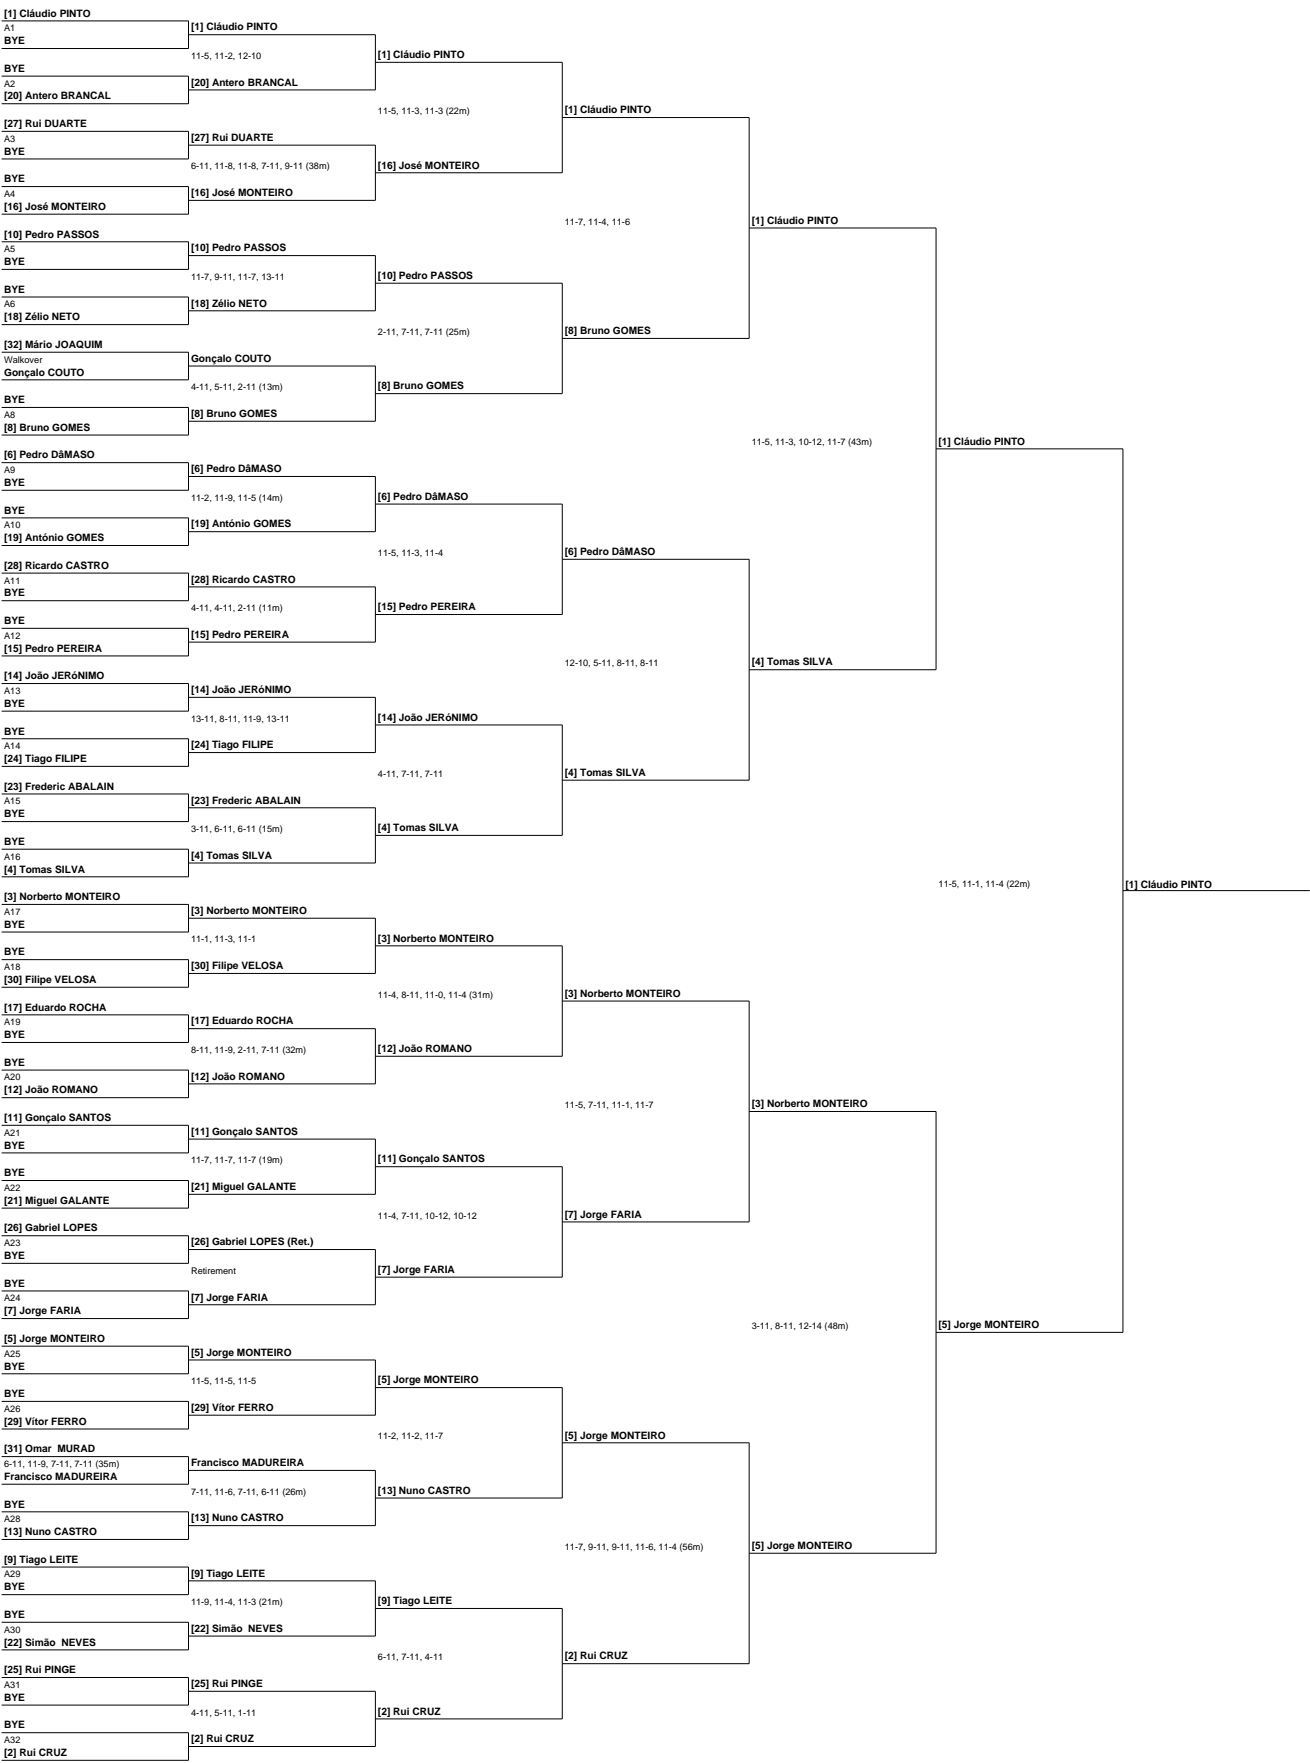 [1] Cláudio PINTO
A1
[1] Cláudio PINTO
BYE
11-5, 11-2, 12-10
[1] Cláudio PINTO
BYE
A2
[20] Antero BRANCAL
[20] Antero BRANCAL
11-5, 11-3, 11-3 (22m)
[1] Cláudio PINTO
[27] Rui DUARTE
A3
[27] Rui DUARTE
BYE
6-11, 11-8, 11-8, 7-11, 9-11 (38m)
[16] José MONTEIRO
BYE
A4
[16] José MONTEIRO
[16] José MONTEIRO
11-7, 11-4, 11-6
[1] Cláudio PINTO
[10] Pedro PASSOS
A5
[10] Pedro PASSOS
BYE
11-7, 9-11, 11-7, 13-11
[10] Pedro PASSOS
BYE
A6
[18] Zélio NETO
[18] Zélio NETO
2-11, 7-11, 7-11 (25m)
[8] Bruno GOMES
[32] Mário JOAQUIM
Walkover
Gonçalo COUTO
Gonçalo COUTO
4-11, 5-11, 2-11 (13m)
[8] Bruno GOMES
BYE
A8
[8] Bruno GOMES
[8] Bruno GOMES
11-5, 11-3, 10-12, 11-7 (43m)
[1] Cláudio PINTO
[6] Pedro DâMASO
A9
[6] Pedro DâMASO
BYE
11-2, 11-9, 11-5 (14m)
[6] Pedro DâMASO
BYE
A10
[19] António GOMES
[19] António GOMES
11-5, 11-3, 11-4
[6] Pedro DâMASO
[28] Ricardo CASTRO
A11
[28] Ricardo CASTRO
BYE
4-11, 4-11, 2-11 (11m)
[15] Pedro PEREIRA
BYE
A12
[15] Pedro PEREIRA
[15] Pedro PEREIRA
12-10, 5-11, 8-11, 8-11
[4] Tomas SILVA
[14] João JERóNIMO
A13
[14] João JERóNIMO
BYE
13-11, 8-11, 11-9, 13-11
[14] João JERóNIMO
BYE
A14
[24] Tiago FILIPE
[24] Tiago FILIPE
4-11, 7-11, 7-11
[4] Tomas SILVA
[23] Frederic ABALAIN
A15
[23] Frederic ABALAIN
BYE
3-11, 6-11, 6-11 (15m)
[4] Tomas SILVA
BYE
A16
[4] Tomas SILVA
[4] Tomas SILVA
11-5, 11-1, 11-4 (22m)
[1] Cláudio PINTO
[3] Norberto MONTEIRO
A17
[3] Norberto MONTEIRO
BYE
11-1, 11-3, 11-1
[3] Norberto MONTEIRO
BYE
A18
[30] Filipe VELOSA
[30] Filipe VELOSA
11-4, 8-11, 11-0, 11-4 (31m)
[3] Norberto MONTEIRO
[17] Eduardo ROCHA
A19
[17] Eduardo ROCHA
BYE
8-11, 11-9, 2-11, 7-11 (32m)
[12] João ROMANO
BYE
A20
[12] João ROMANO
[12] João ROMANO
11-5, 7-11, 11-1, 11-7
[3] Norberto MONTEIRO
[11] Gonçalo SANTOS
A21
[11] Gonçalo SANTOS
BYE
11-7, 11-7, 11-7 (19m)
[11] Gonçalo SANTOS
BYE
A22
[21] Miguel GALANTE
[21] Miguel GALANTE
11-4, 7-11, 10-12, 10-12
[7] Jorge FARIA
[26] Gabriel LOPES
A23
[26] Gabriel LOPES (Ret.)
BYE
Retirement
[7] Jorge FARIA
BYE
A24
[7] Jorge FARIA
[7] Jorge FARIA
3-11, 8-11, 12-14 (48m)
[5] Jorge MONTEIRO
[5] Jorge MONTEIRO
A25
[5] Jorge MONTEIRO
BYE
11-5, 11-5, 11-5
[5] Jorge MONTEIRO
BYE
A26
[29] Vítor FERRO
[29] Vítor FERRO
11-2, 11-2, 11-7
[5] Jorge MONTEIRO
[31] Omar  MURAD
6-11, 11-9, 7-11, 7-11 (35m)
Francisco MADUREIRA
Francisco MADUREIRA
7-11, 11-6, 7-11, 6-11 (26m)
[13] Nuno CASTRO
BYE
A28
[13] Nuno CASTRO
[13] Nuno CASTRO
11-7, 9-11, 9-11, 11-6, 11-4 (56m)
[5] Jorge MONTEIRO
[9] Tiago LEITE
A29
[9] Tiago LEITE
BYE
11-9, 11-4, 11-3 (21m)
[9] Tiago LEITE
BYE
A30
[22] Simão  NEVES
[22] Simão  NEVES
6-11, 7-11, 4-11
[2] Rui CRUZ
[25] Rui PINGE
A31
[25] Rui PINGE
BYE
4-11, 5-11, 1-11
[2] Rui CRUZ
BYE
A32
[2] Rui CRUZ
[2] Rui CRUZ